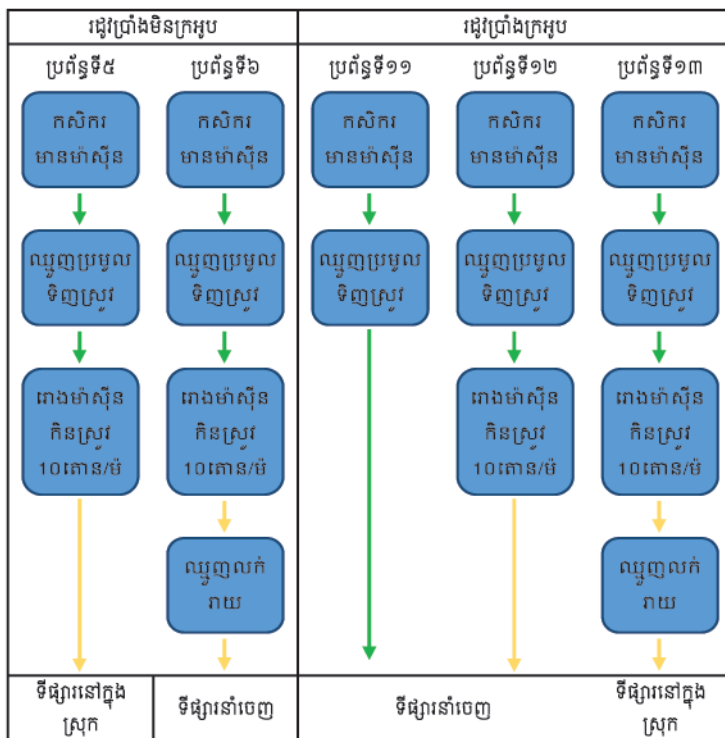 រដូវប្រាំងមិនក្រអូប
រដូវប្រាំងក្រអូប
ប្រព័ន្ធទី៥
ប្រព័ន្ធទី៦
ប្រព័ន្ធទី១១
ប្រព័ន្ធទី១២
ប្រព័ន្ធទី១៣
កសិករ
មានម៉ាស៊ីន
កសិករ
មានម៉ាស៊ីន
កសិករ
មានម៉ាស៊ីន
កសិករ
មានម៉ាស៊ីន
កសិករ
មានម៉ាស៊ីន
ឈ្មួញប្រមូល
ទិញស្រូវ
ឈ្មួញប្រមូល
ទិញស្រូវ
ឈ្មួញប្រមូល
ទិញស្រូវ
ឈ្មួញប្រមូល
ទិញស្រូវ
ឈ្មួញប្រមូល
ទិញស្រូវ
រោងម៉ាស៊ីន
កិនស្រូវ
10តោន/ម៉
រោងម៉ាស៊ីន
កិនស្រូវ
10តោន/ម៉
រោងម៉ាស៊ីន
កិនស្រូវ
10តោន/ម៉
រោងម៉ាស៊ីន
កិនស្រូវ
10តោន/ម៉
ឈ្មួញលក់
រាយ
ឈ្មួញលក់
រាយ
ទីផ្សារនៅក្នុង
ស្រុក
ទីផ្សារនាំចេញ
ទីផ្សារនាំចេញ
ទីផ្សារនៅក្នុង
ស្រុក